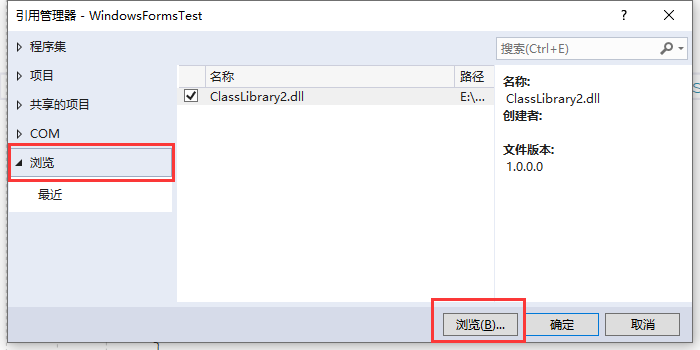 引用管理器 - WindowsFormsTest
?
程序集
项目
共享的项目
COM
浏览
最近
名称 路径
ClassLibrary2.dll E:\...
搜索(Ctrl+E)
名称:
ClassLibrary2.dll
创建者:
文件版本:
1.0.0.0
浏览(B)... 确定 取消